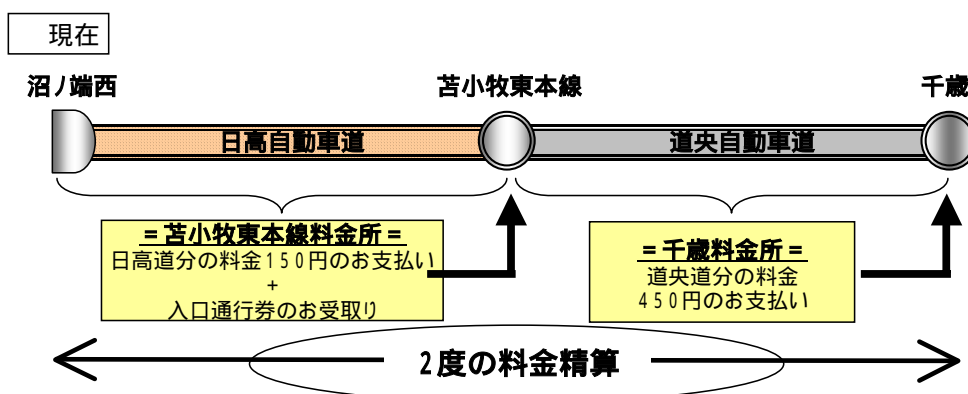 現在
沼ノ端西
苫小牧東本線
千歳
日高自動車道
道央自動車道
=苫小牧東本線料金所=
日高道分の料金150円のお支払い
+
入口通行券のお受取り
=千歳料金所=
道央道分の料金
450円のお支払い
2度の料金精算